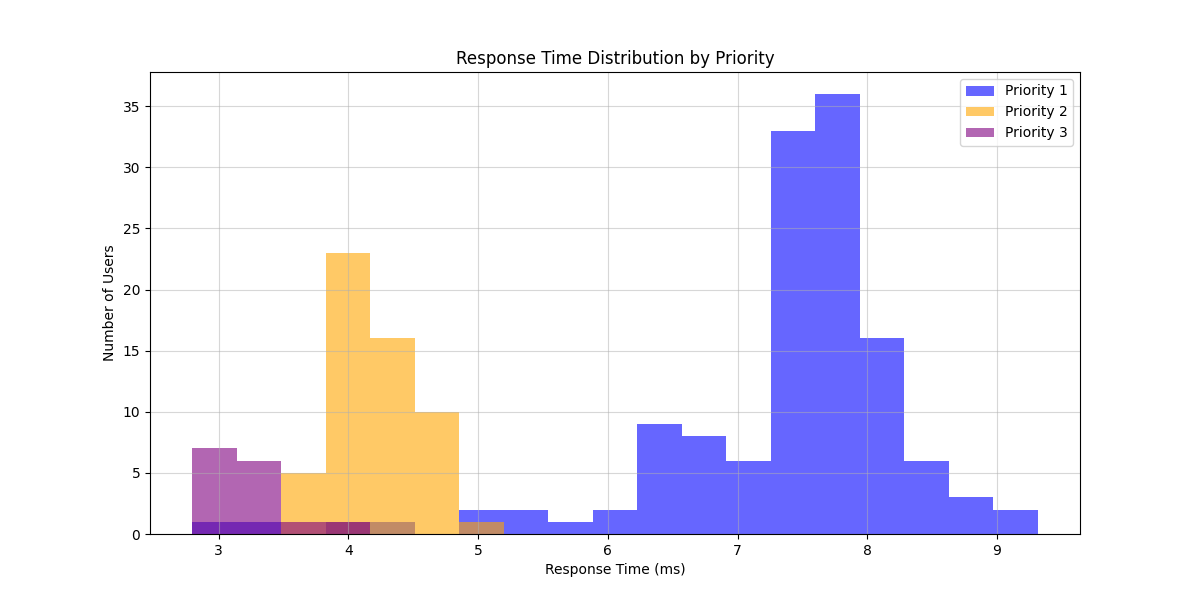 Response Time Distribution by Priority
Priority 1
Priority 2
Priority 3
Number of Users
35
30
25
20
15
10
5
0
3 4 5 6 7 8 9
Response Time (ms)